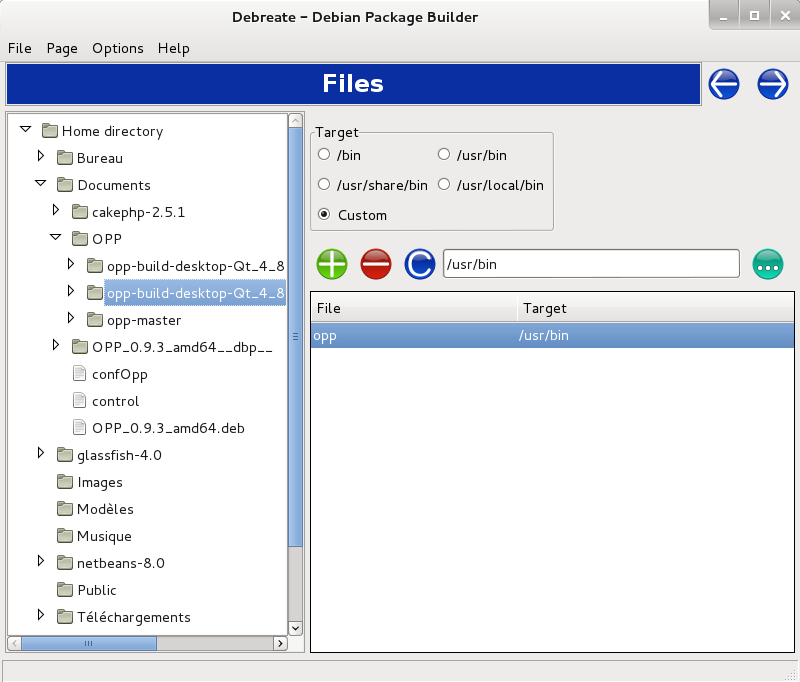 Debreate – Debian Package Builder
File Page Options Help
Files
Home directory
Bureau
Documents
cakephp-2.5.1
OPP
opp-build-desktop-Qt_4_8
opp-build-desktop-Qt_4_8
opp-master
OPP_0.9.3_amd64__dbp__
confOpp
control
OPP_0.9.3_amd64.deb
glassfish-4.0
Images
Modèles
Musique
netbeans-8.0
Public
Téléchargements
Target
/bin /usr/bin
/usr/share/bin /usr/local/bin
Custom
/usr/bin
File Target
opp /usr/bin